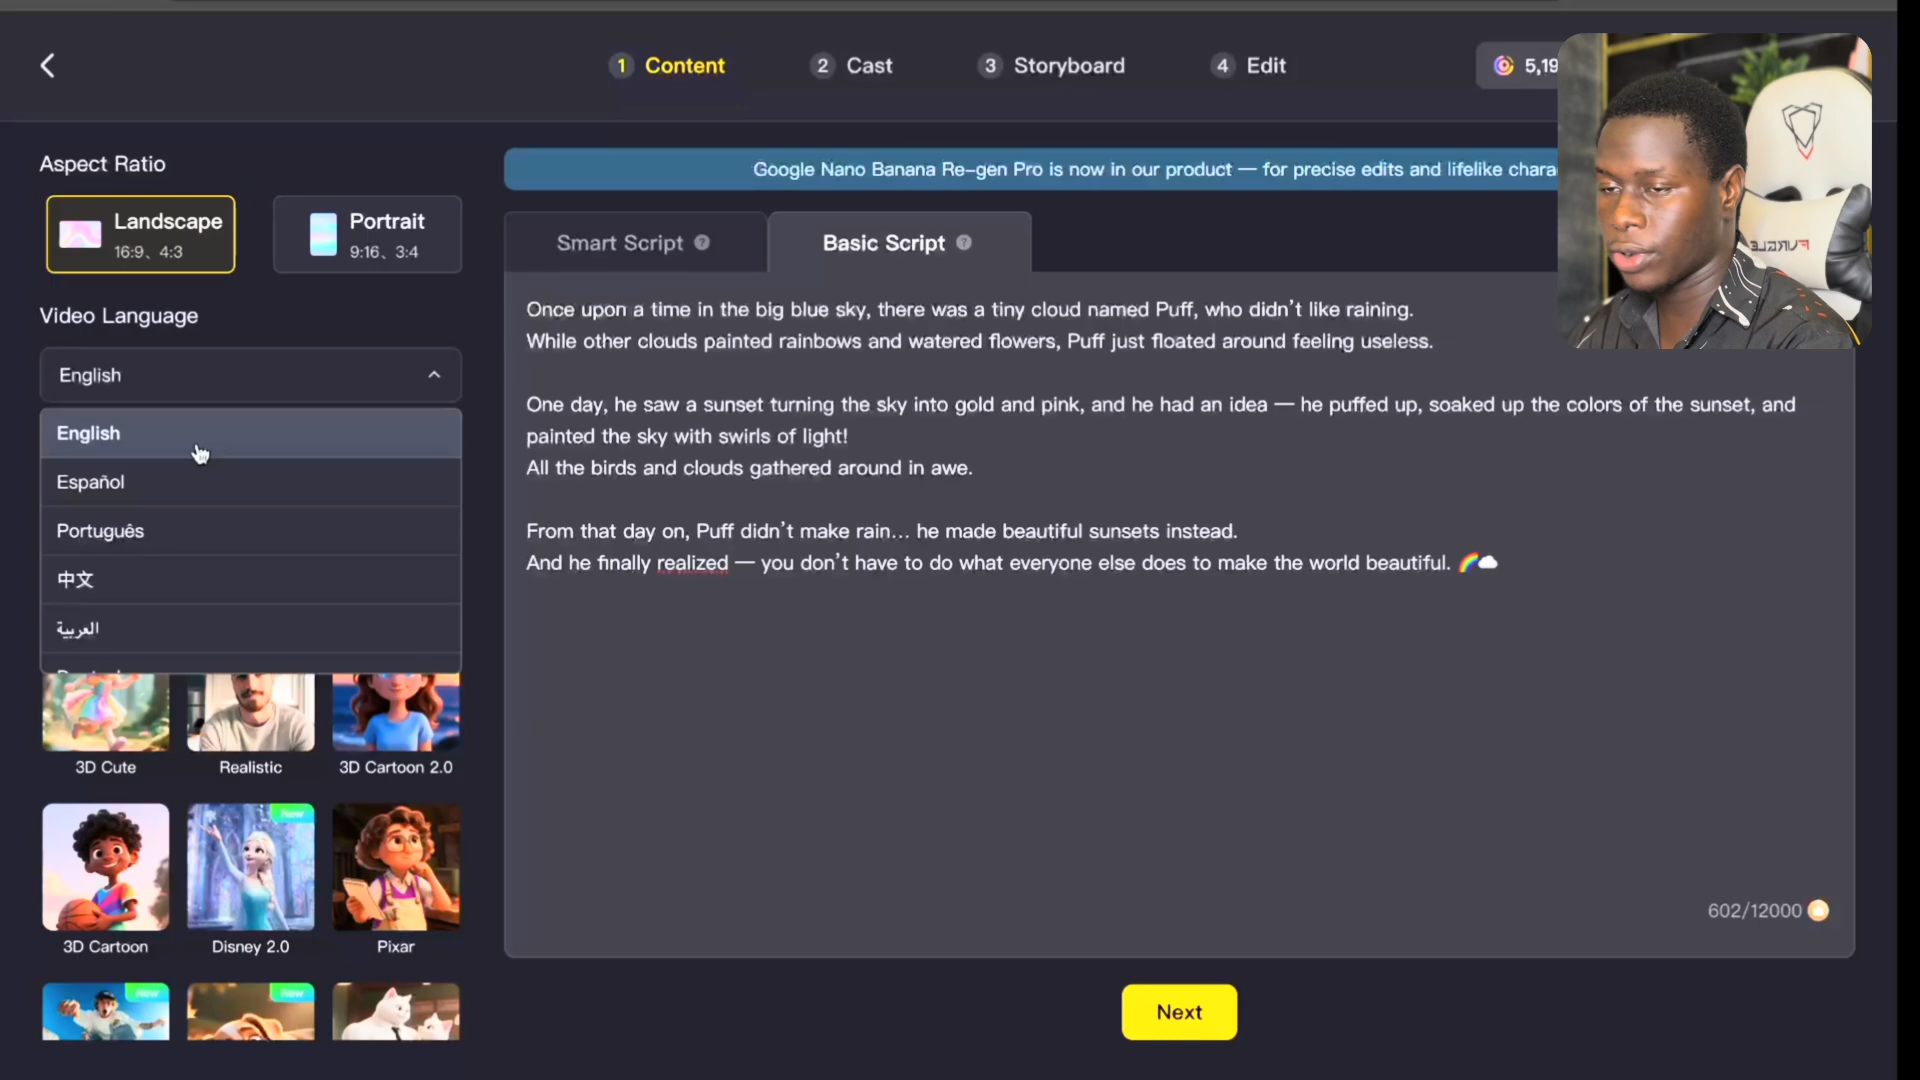 1 Content
2 Cast
3 Storyboard
4 Edit
5,19
Aspect Ratio
Landscape
16:9、4:3
Portrait
9:16、3:4
Video Language
English
English
Español
Português
中文
العربية
3D Cute
Realistic
3D Cartoon 2.0
New
3D Cartoon
Disney 2.0
Pixar
New
New
Google Nano Banana Re-gen Pro is now in our product — for precise edits and lifelike chara
Smart Script ?
Basic Script ?
Once upon a time in the big blue sky, there was a tiny cloud named Puff, who didn't like raining.
While other clouds painted rainbows and watered flowers, Puff just floated around feeling useless.
One day, he saw a sunset turning the sky into gold and pink, and he had an idea — he puffed up, soaked up the colors of the sunset, and
painted the sky with swirls of light!
All the birds and clouds gathered around in awe.
From that day on, Puff didn't make rain... he made beautiful sunsets instead.
And he finally realized — you don't have to do what everyone else does to make the world beautiful. 🌈☁️
602/12000
Next